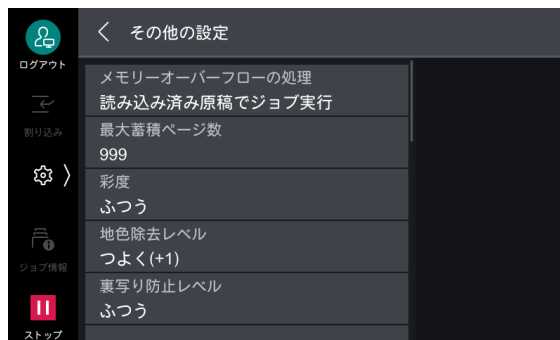 ログアウト
割り込み
ジョブ情報
ストップ
その他の設定
メモリーオーバーフローの処理
読み込み済み原稿でジョブ実行
最大蓄積ページ数
999
彩度
ふつう
地色除去レベル
つよく(+1)
裏写り防止レベル
ふつう